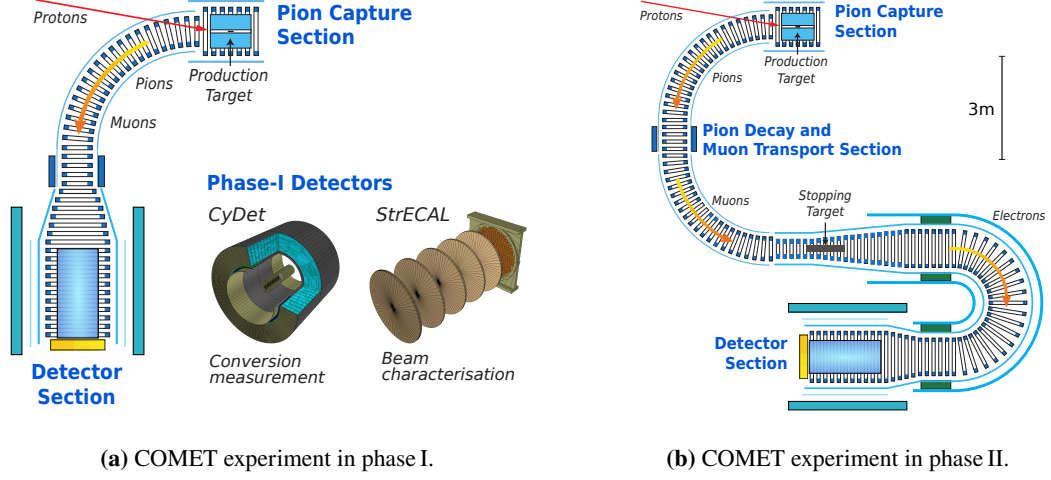 Protons
Pion Capture
Section
Production
Target
Pions
Muons
Phase-I Detectors
CyDet
StrECAL
Conversion
measurement
Beam
characterisation
Detector
Section
(a) COMET experiment in phase I.
Protons
Pion Capture
Section
Production
Target
Pions
3m
Pion Decay and
Muon Transport Section
Muons
Stopping
Target
Electrons
Detector
Section
(b) COMET experiment in phase II.